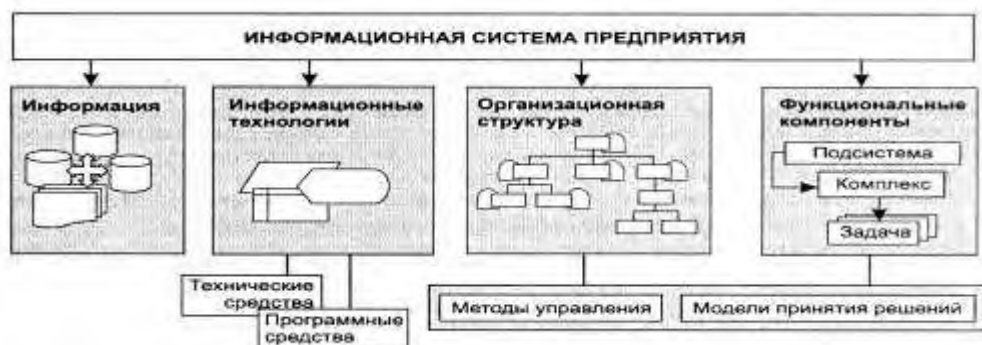 ИНФОРМАЦИОННАЯ СИСТЕМА ПРЕДПРИЯТИЯ
Информация
Информационные
технологии
Организационная
структура
Функциональные
компоненты
Подсистема
Комплекс
Задача
Технические
средства
Программные
средства
Методы управления
Модели принятия решений